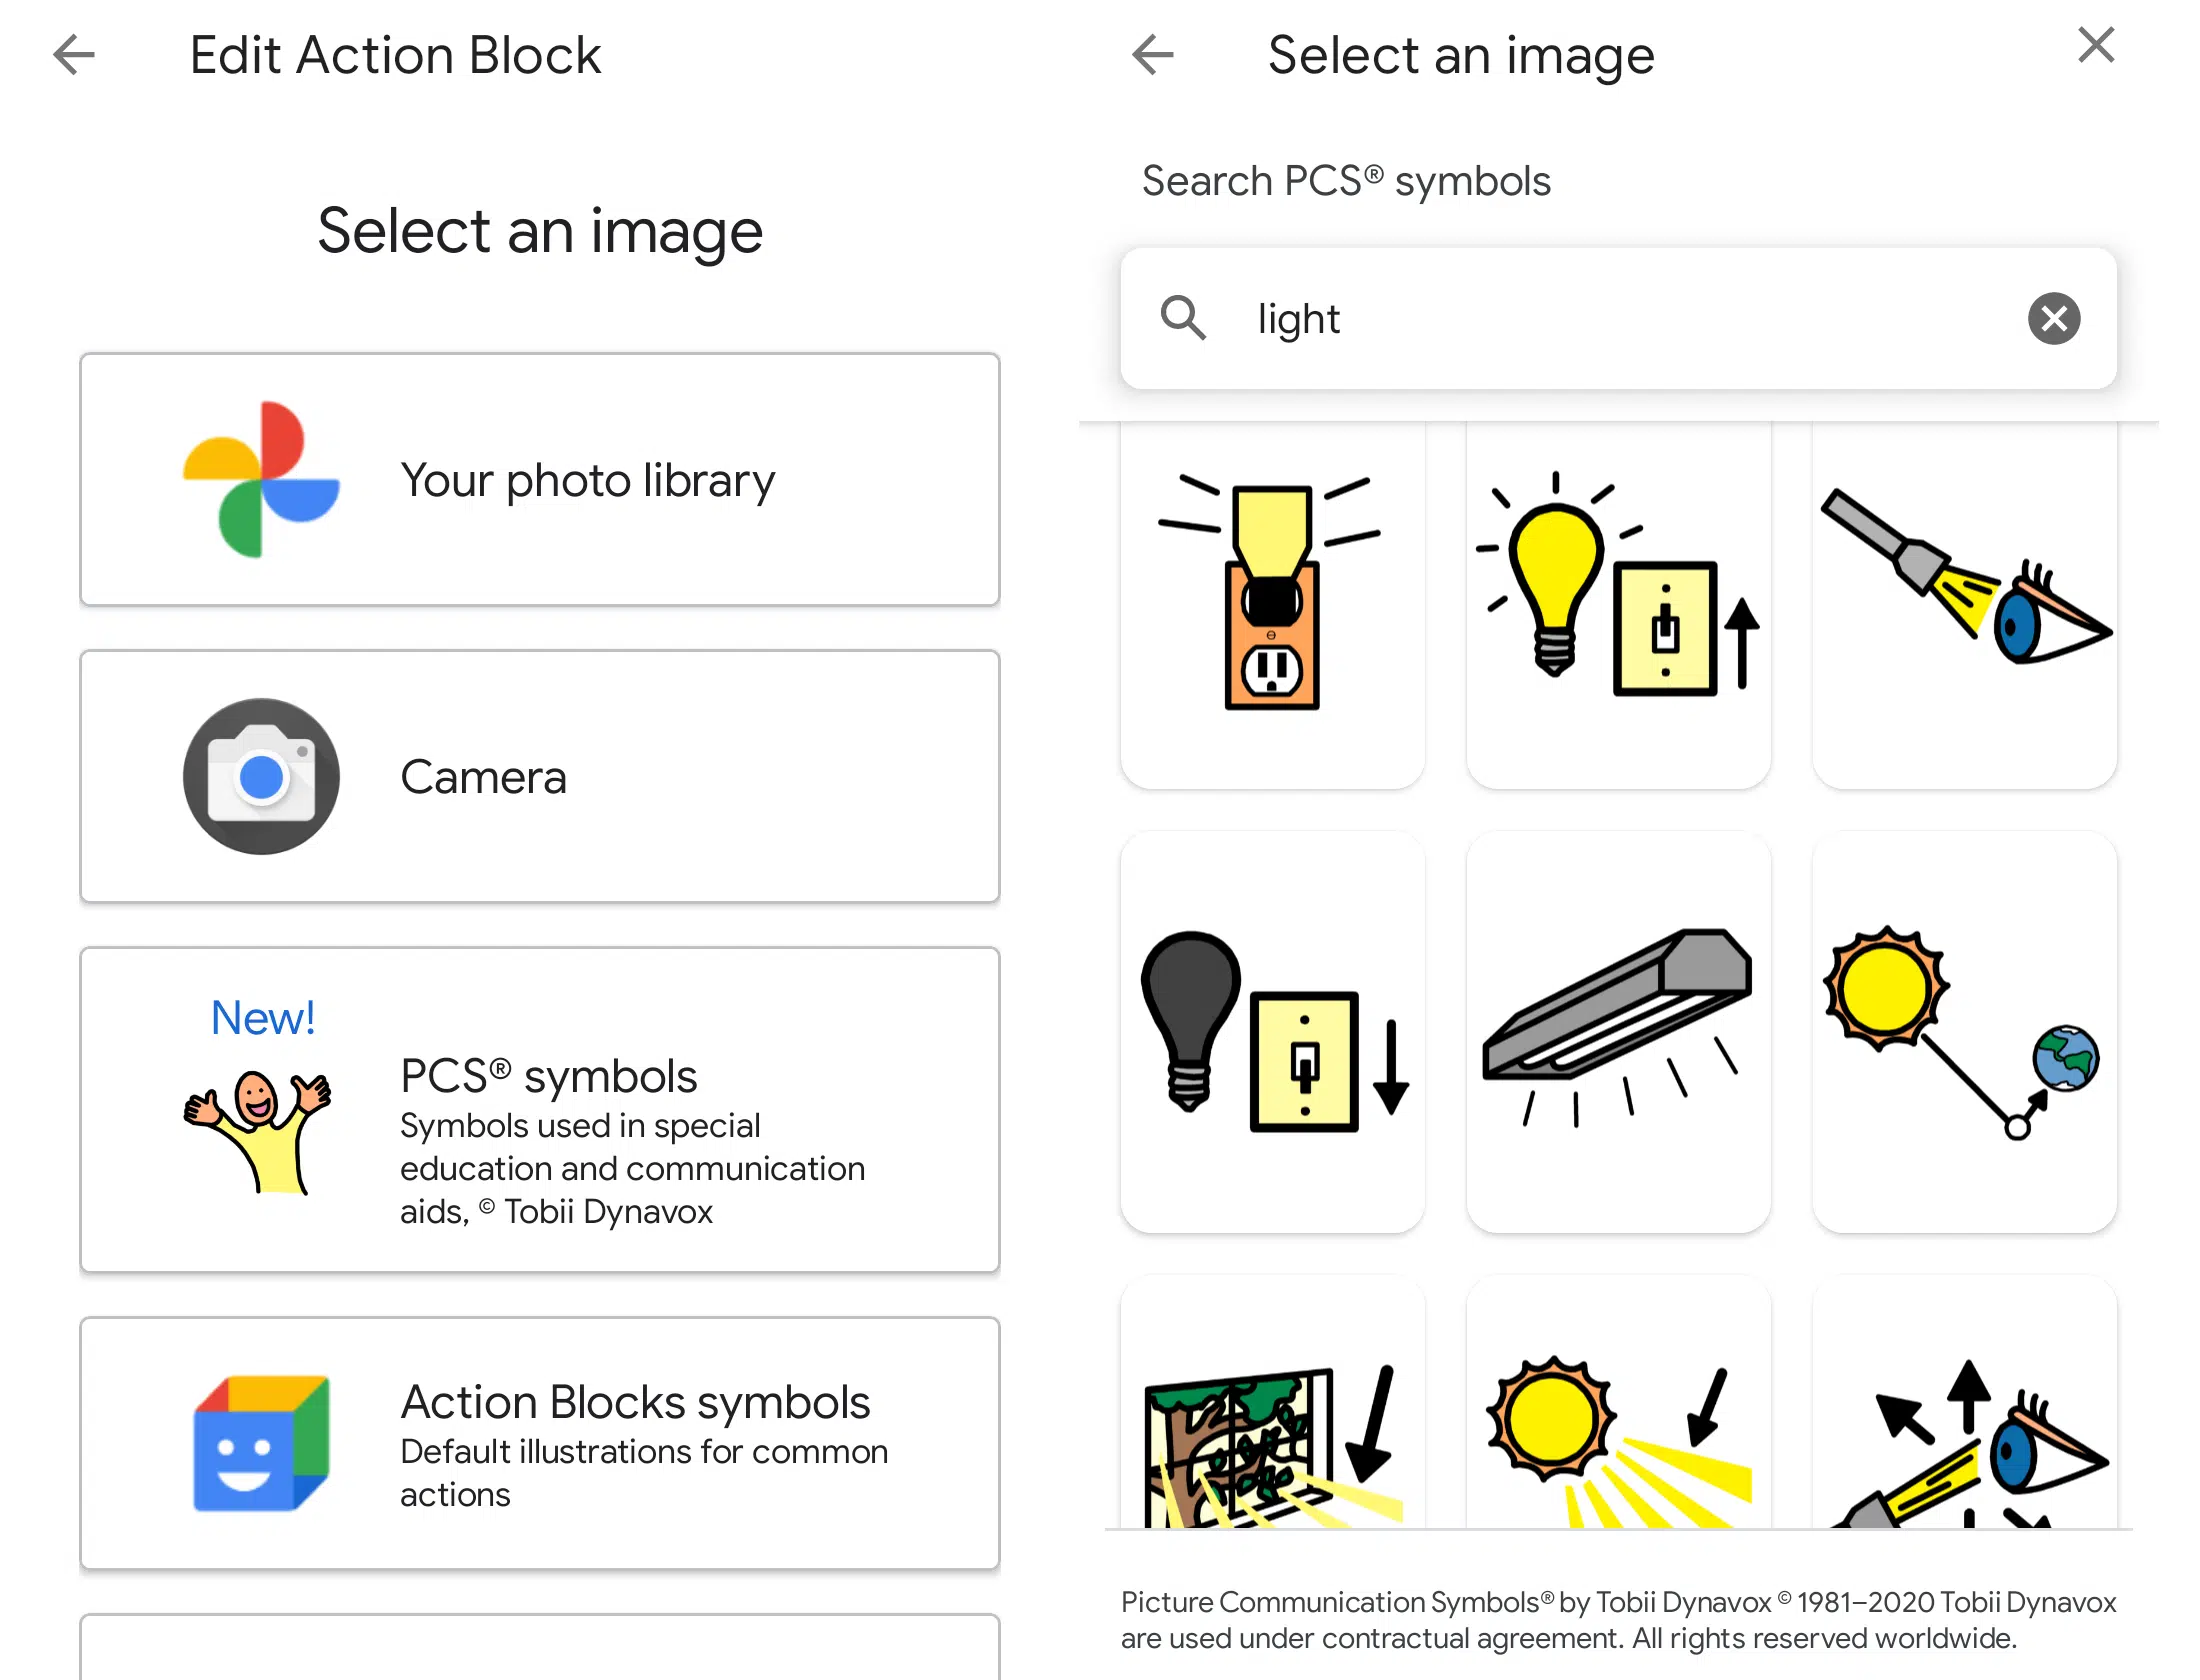 Edit Action Block
Select an image
Your photo library
Camera
New!
PCS® symbols
Symbols used in special
education and communication
aids, © Tobii Dynavox
Action Blocks symbols
Default illustrations for common
actions
Select an image
Search PCS® symbols
light
Picture Communication Symbols® by Tobii Dynavox © 1981–2020 Tobii Dynavox
are used under contractual agreement. All rights reserved worldwide.